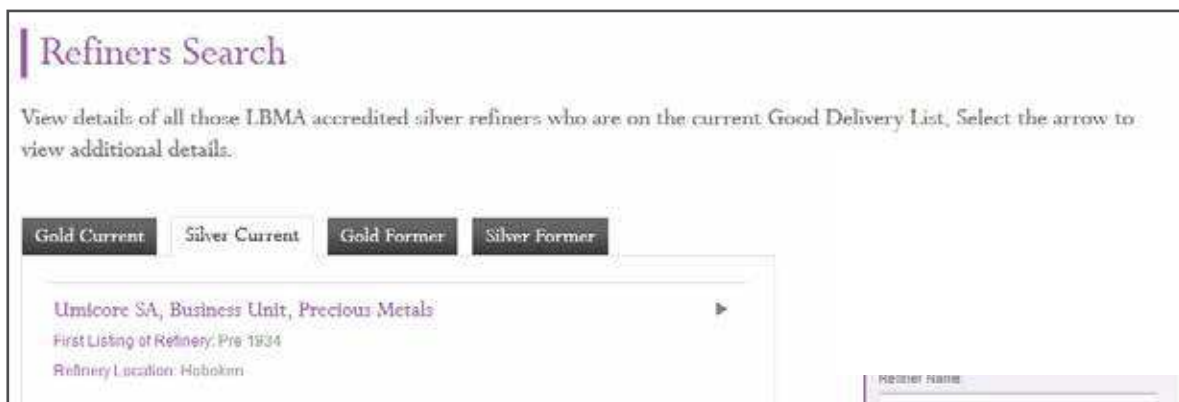 Refiners Search
View details of all those LBMA accredited silver refiners who are on the current Good Delivery List, Select the arrow to
view additional details.
Gold Current Silver Current Gold Former Silver Former
Umicore SA, Business Unit, Precious Metals
First Listing of Refinery: Pre 1934
Refinery Location: Hoboken
Refiner Name